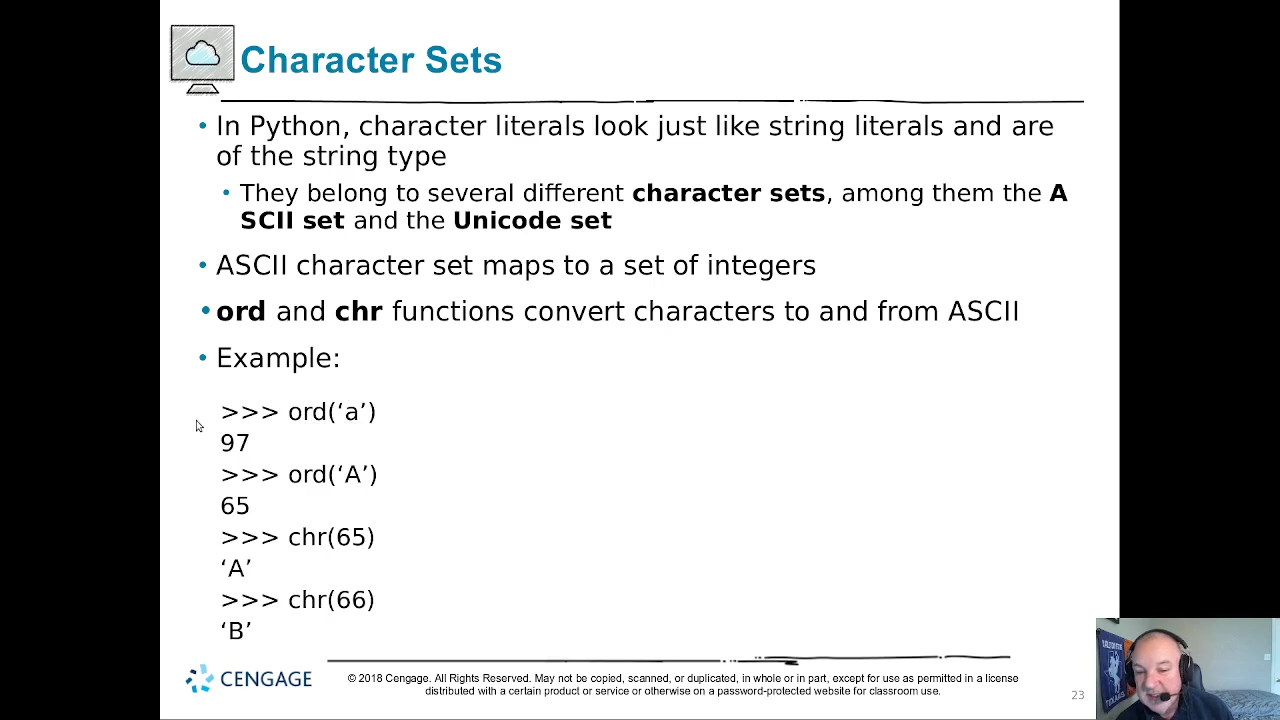 Character Sets
• In Python, character literals look just like string literals and are
of the string type
• They belong to several different character sets, among them the A
SCII set and the Unicode set
• ASCII character set maps to a set of integers
• ord and chr functions convert characters to and from ASCII
• Example:
>>> ord(‘a’)
97
>>> ord(‘A’)
65
>>> chr(65)
‘A’
>>> chr(66)
‘B’
CENGAGE
© 2018 Cengage. All Rights Reserved. May not be copied, scanned, or duplicated, in whole or in part, except for use as permitted in a license
distributed with a certain product or service or otherwise on a password-protected website for classroom use.
23